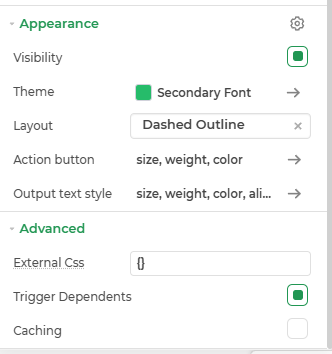 Appearance
Visibility
Theme Secondary Font
Layout Dashed Outline ×
Action button size, weight, color
Output text style size, weight, color, ali...
Advanced
External Css {}
Trigger Dependents
Caching